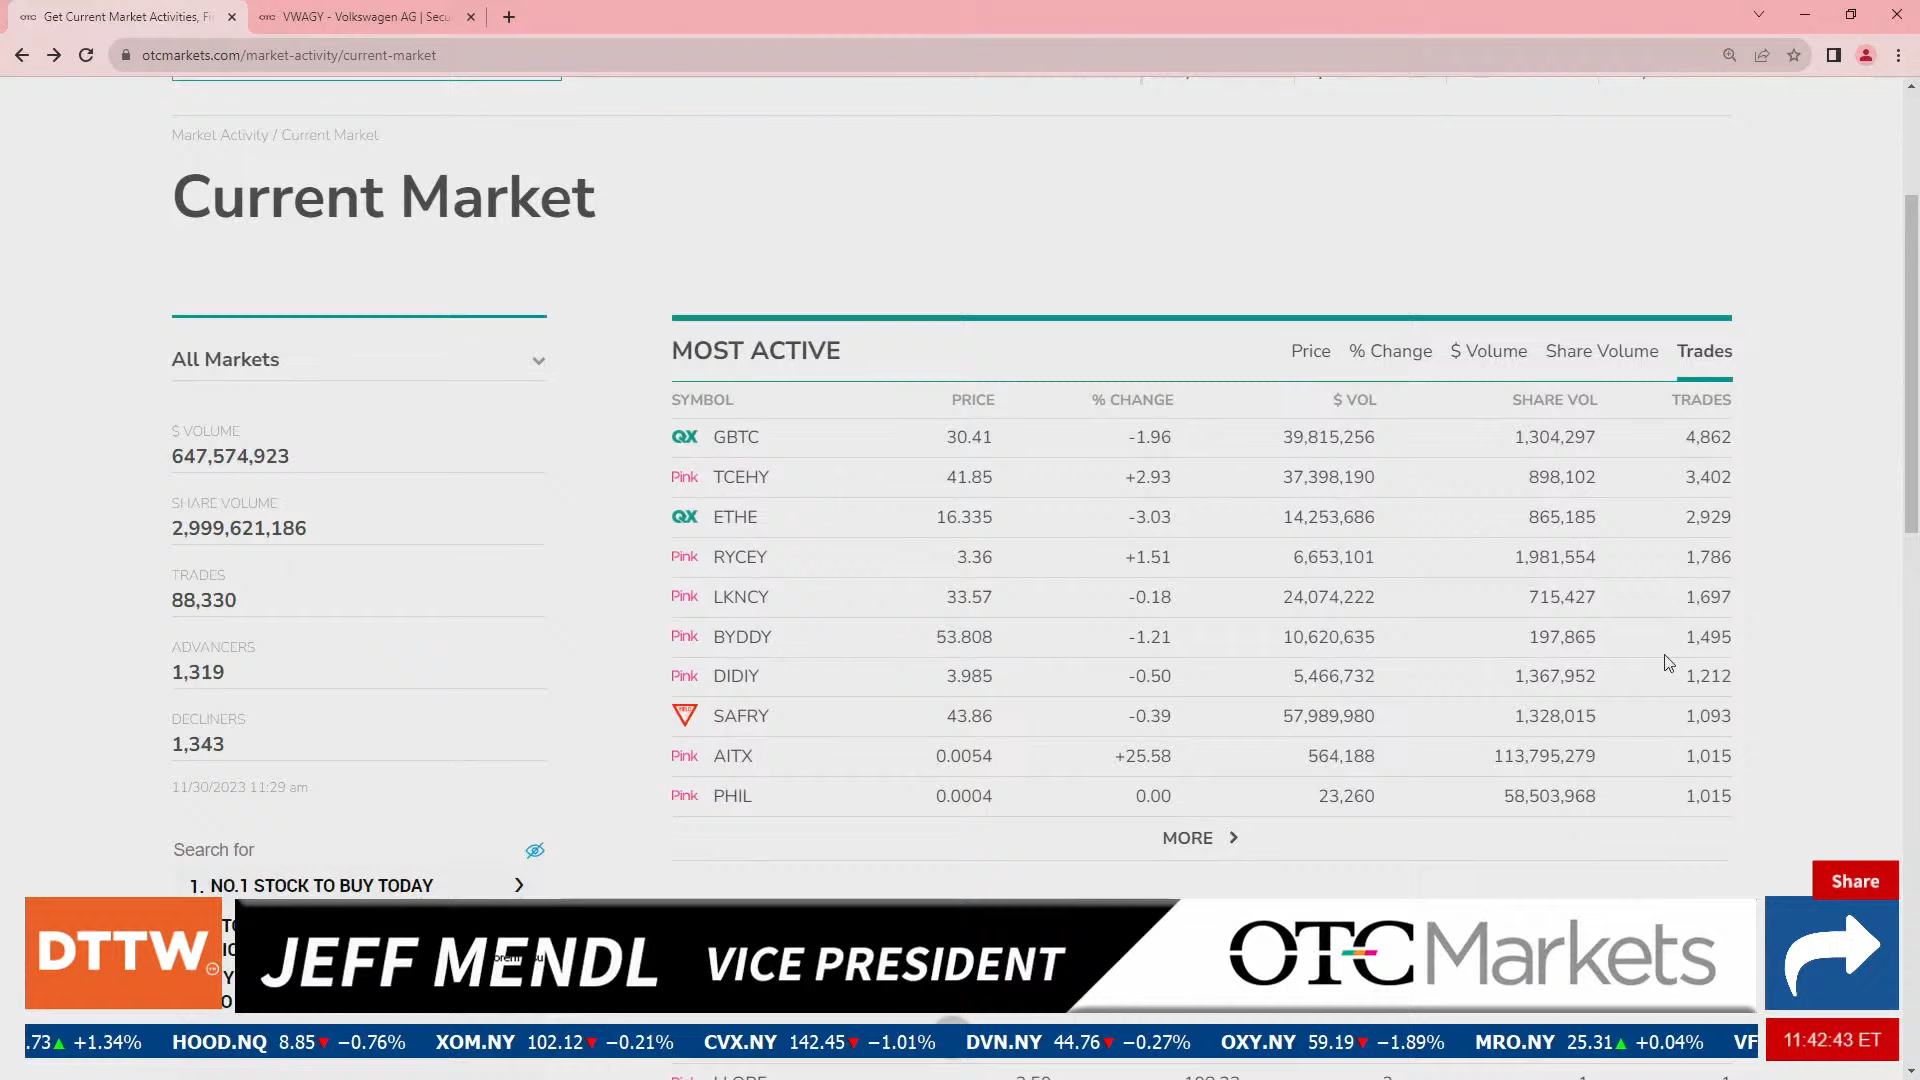 Get Current Market Activities, Fi
VWAGY - Volkswagen AG | Secu
otcmarkets.com/market-activity/current-market
Market Activity / Current Market
Current Market
All Markets
$ VOLUME
647,574,923
SHARE VOLUME
2,999,621,186
TRADES
88,330
ADVANCERS
1,319
DECLINERS
1,343
11/30/2023 11:29 am
Search for
1. NO.1 STOCK TO BUY TODAY
MOST ACTIVE Price % Change $ Volume Share Volume Trades
SYMBOL PRICE % CHANGE $ VOL SHARE VOL TRADES
QX GBTC 30.41 -1.96 39,815,256 1,304,297 4,862
Pink TCEHY 41.85 +2.93 37,398,190 898,102 3,402
QX ETHE 16.335 -3.03 14,253,686 865,185 2,929
Pink RYCEY 3.36 +1.51 6,653,101 1,981,554 1,786
Pink LKNCY 33.57 -0.18 24,074,222 715,427 1,697
Pink BYDDY 53.808 -1.21 10,620,635 197,865 1,495
Pink DIDIY 3.985 -0.50 5,466,732 1,367,952 1,212
SAFRY 43.86 -0.39 57,989,980 1,328,015 1,093
Pink AITX 0.0054 +25.58 564,188 113,795,279 1,015
Pink PHIL 0.0004 0.00 23,260 58,503,968 1,015
MORE
Share
DTTW
JEFF MENDL VICE PRESIDENT
OTC Markets
.73▲ +1.34% HOOD.NQ 8.85▼ −0.76% XOM.NY 102.12▼ −0.21% CVX.NY 142.45▼ −1.01% DVN.NY 44.76▼ −0.27% OXY.NY 59.19▼ −1.89% MRO.NY 25.31▲ +0.04% VF
11:42:43 ET